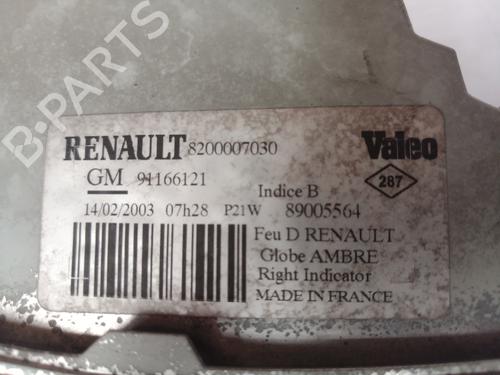 B-PARTS
RENAULT 8200007030 Valeo
GM 91166121 287
Indice B
14/02/2003 07h28 P21W 89005564
Feu D RENAULT
Globe AMBRE
Right Indicator
MADE IN FRANCE